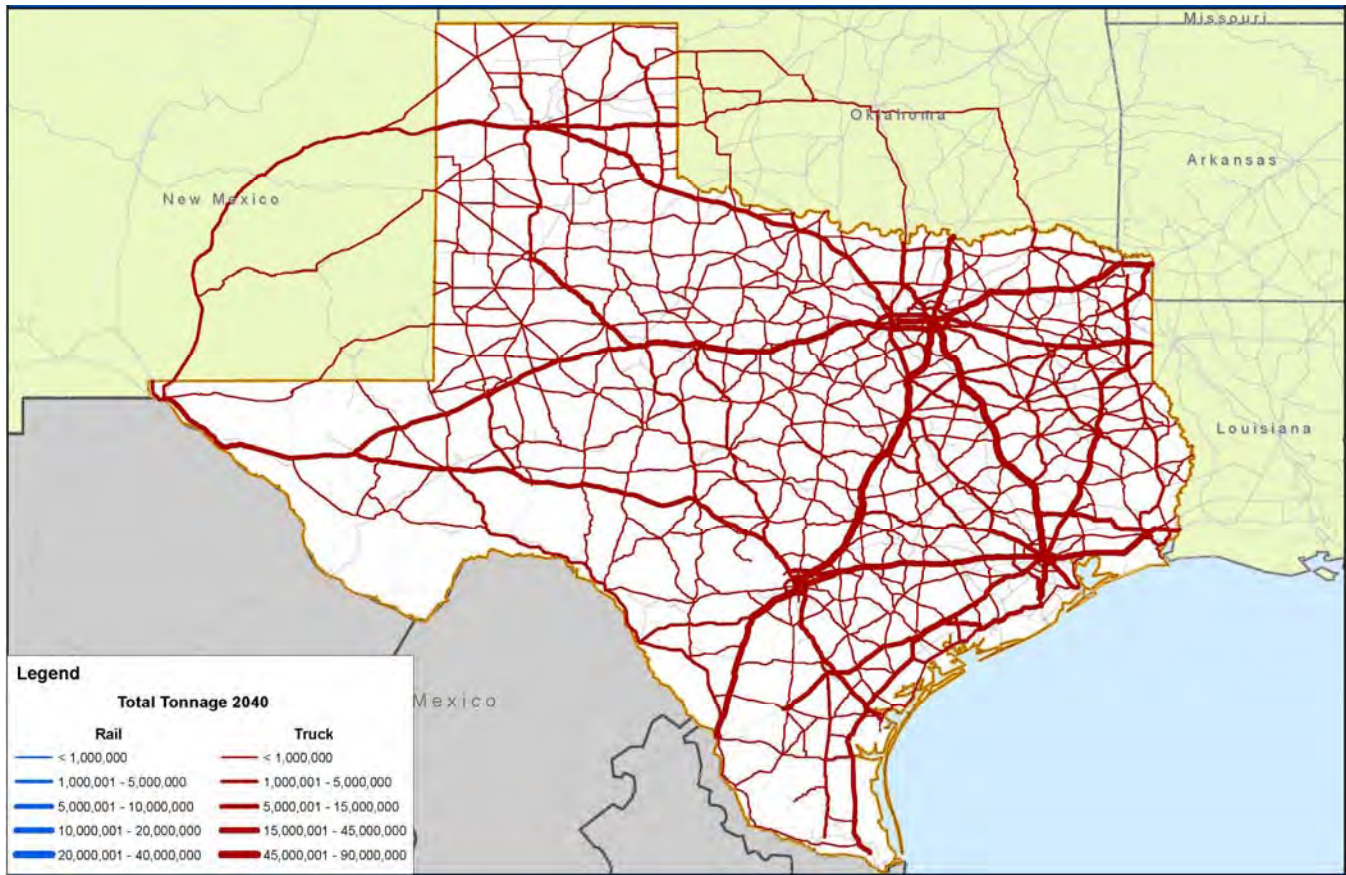 Missouri
Oklahoma
Arkansas
New Mexico
Louisiana
Mexico
Legend
Total Tonnage 2040
Rail Truck
< 1,000,000 < 1,000,000
1,000,001 - 5,000,000 1,000,001 - 5,000,000
5,000,001 - 10,000,000 5,000,001 - 15,000,000
10,000,001 - 20,000,000 15,000,001 - 45,000,000
20,000,001 - 40,000,000 45,000,001 - 90,000,000